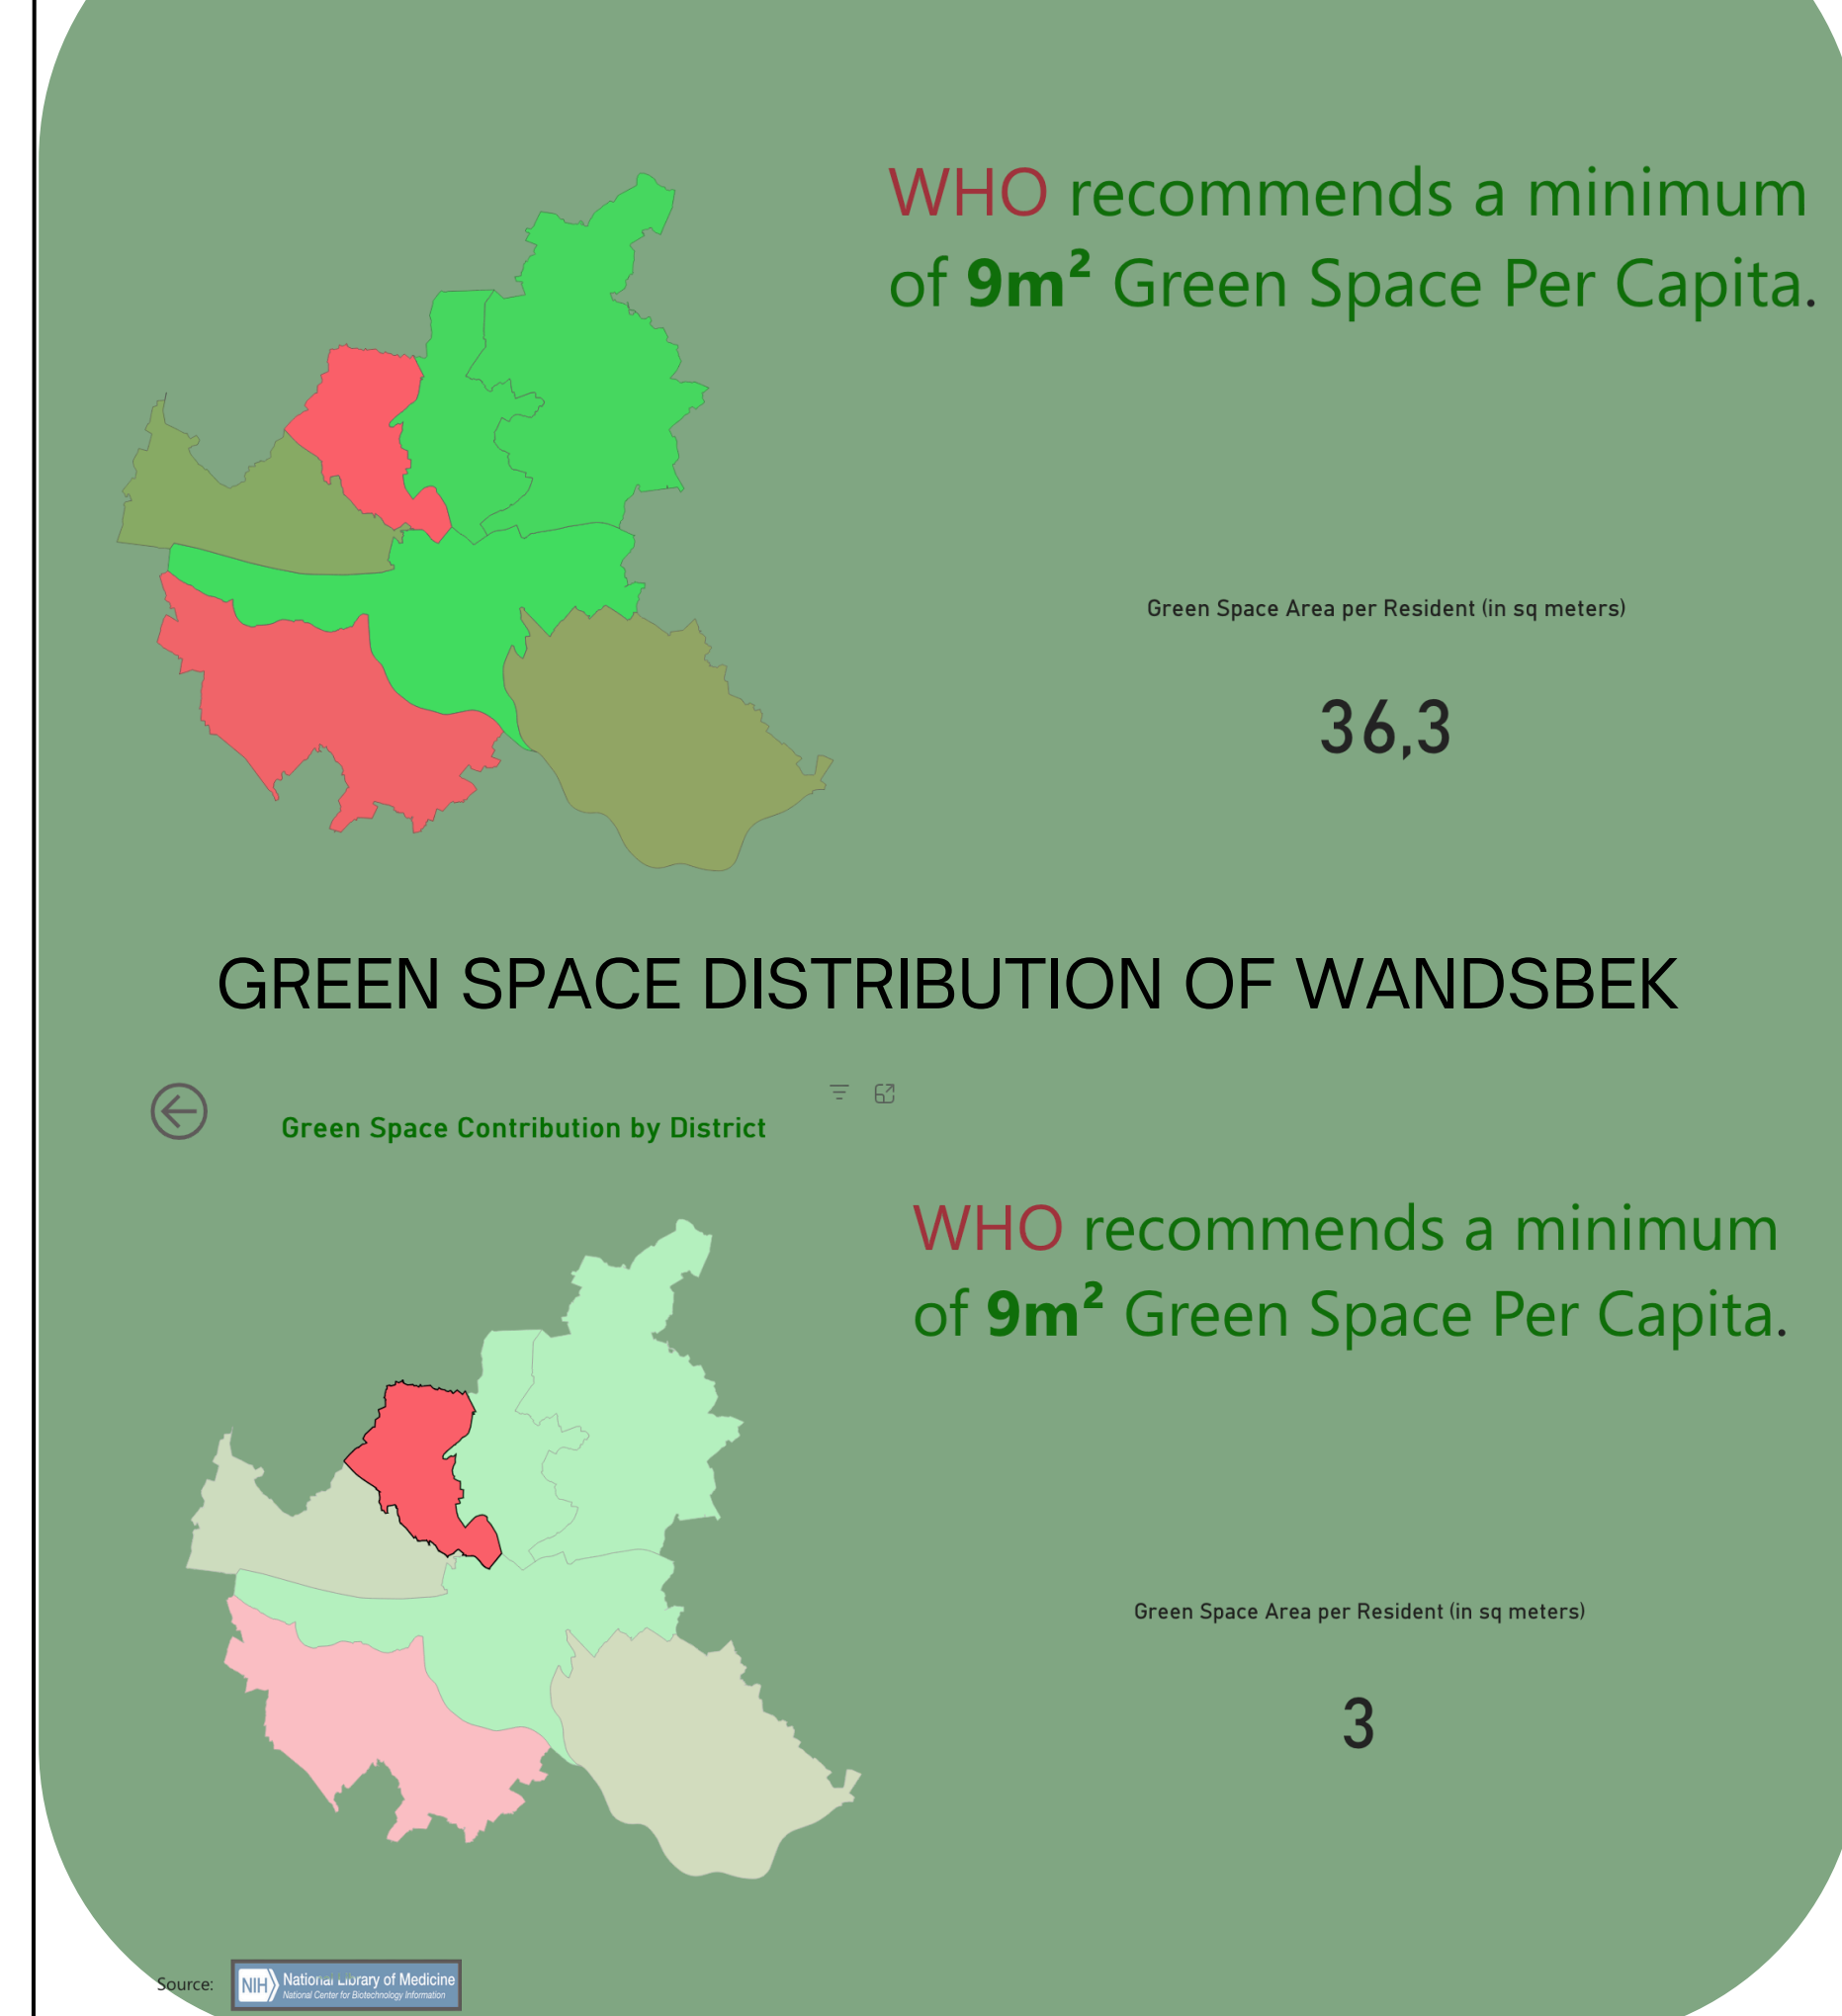 WHO recommends a minimum
of 9m² Green Space Per Capita.
Green Space Area per Resident (in sq meters)
36,3
GREEN SPACE DISTRIBUTION OF WANDSBEK
Green Space Contribution by District
WHO recommends a minimum
of 9m² Green Space Per Capita.
Green Space Area per Resident (in sq meters)
3
Source:
NIH
National Library of Medicine
National Center for Biotechnology Information